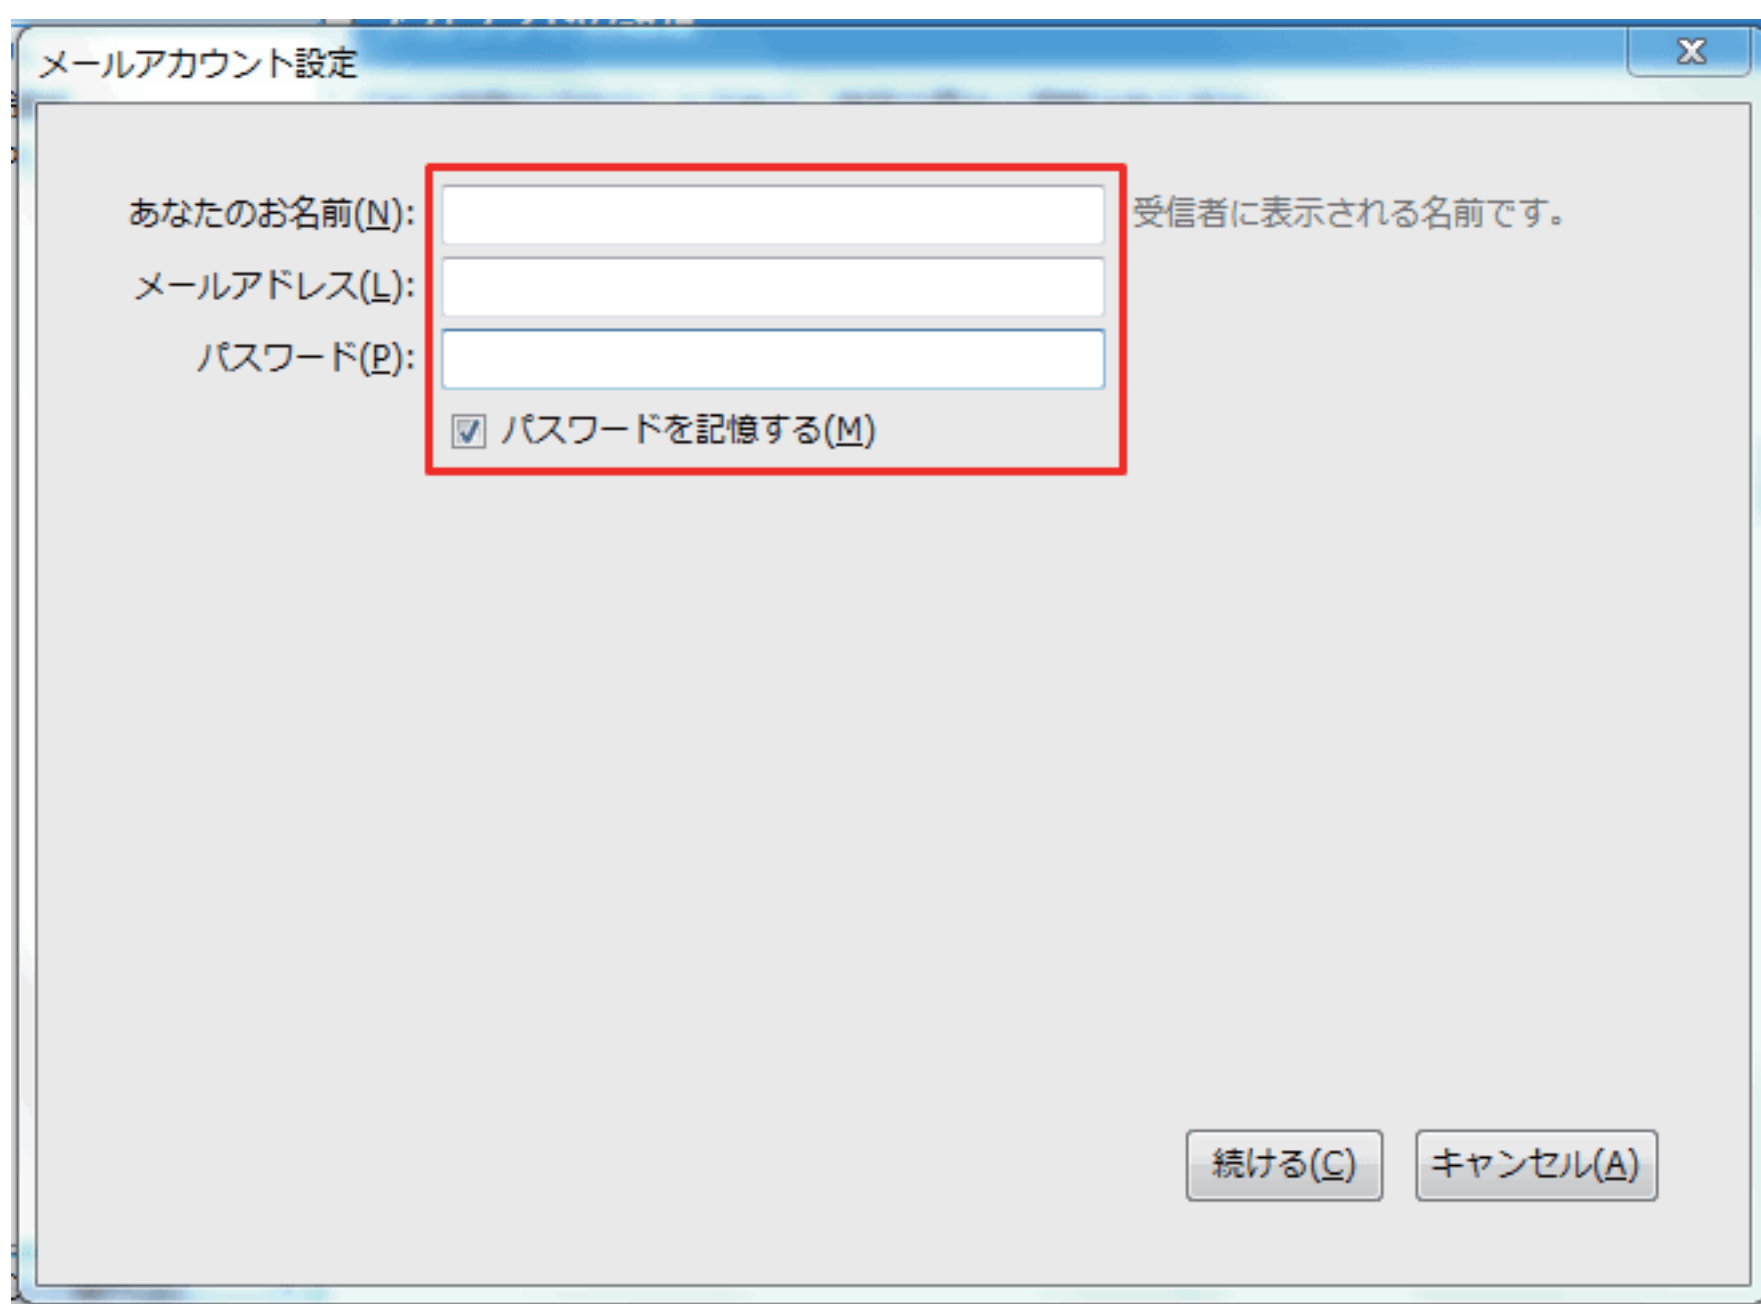 メールアカウント設定
あなたのお名前(N): 受信者に表示される名前です。
メールアドレス(L):
パスワード(P):
パスワードを記憶する(M)
続ける(C) キャンセル(A)